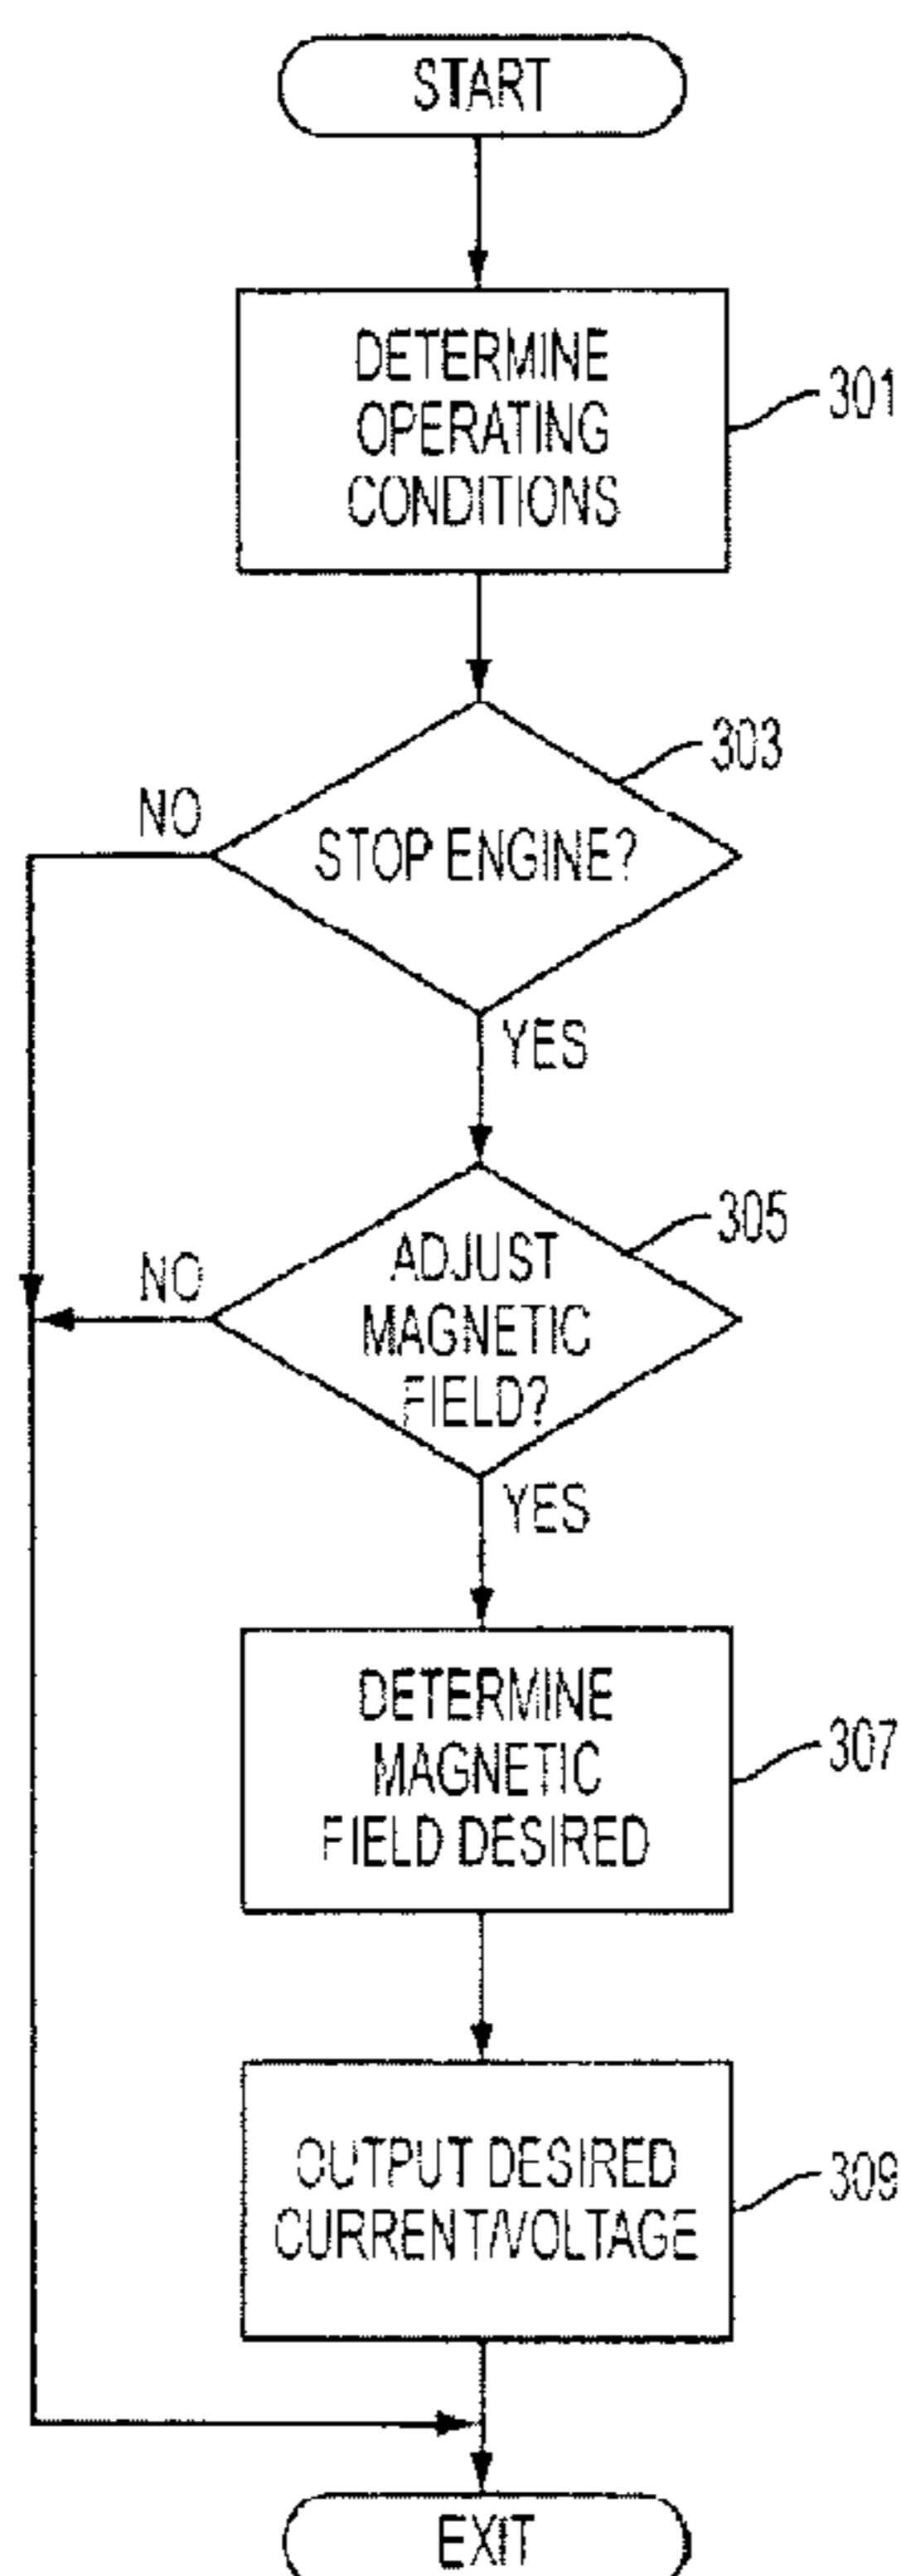 START
DETERMINE
OPERATING
CONDITIONS
301
303
NO
STOP ENGINE?
YES
305
NO
ADJUST
MAGNETIC
FIELD?
YES
DETERMINE
MAGNETIC
FIELD DESIRED
307
OUTPUT DESIRED
CURRENT/VOLTAGE
309
EXIT